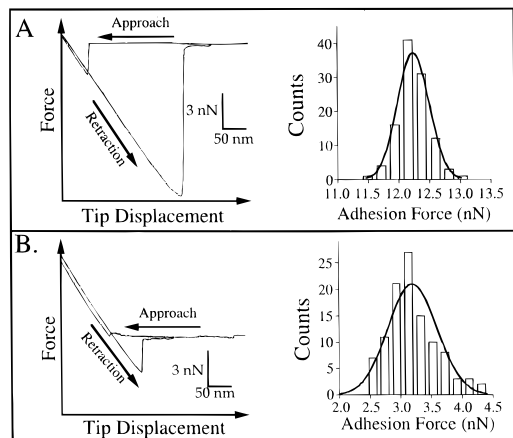 A
Approach
Force
Retraction
3 nN
50 nm
Tip Displacement
Counts
40
30
20
10
0
11.0 11.5 12.0 12.5 13.0 13.5
Adhesion Force (nN)
B.
Approach
Force
Retraction
3 nN
50 nm
Tip Displacement
Counts
25
20
15
10
5
0
2.0 2.5 3.0 3.5 4.0 4.5
Adhesion Force (nN)